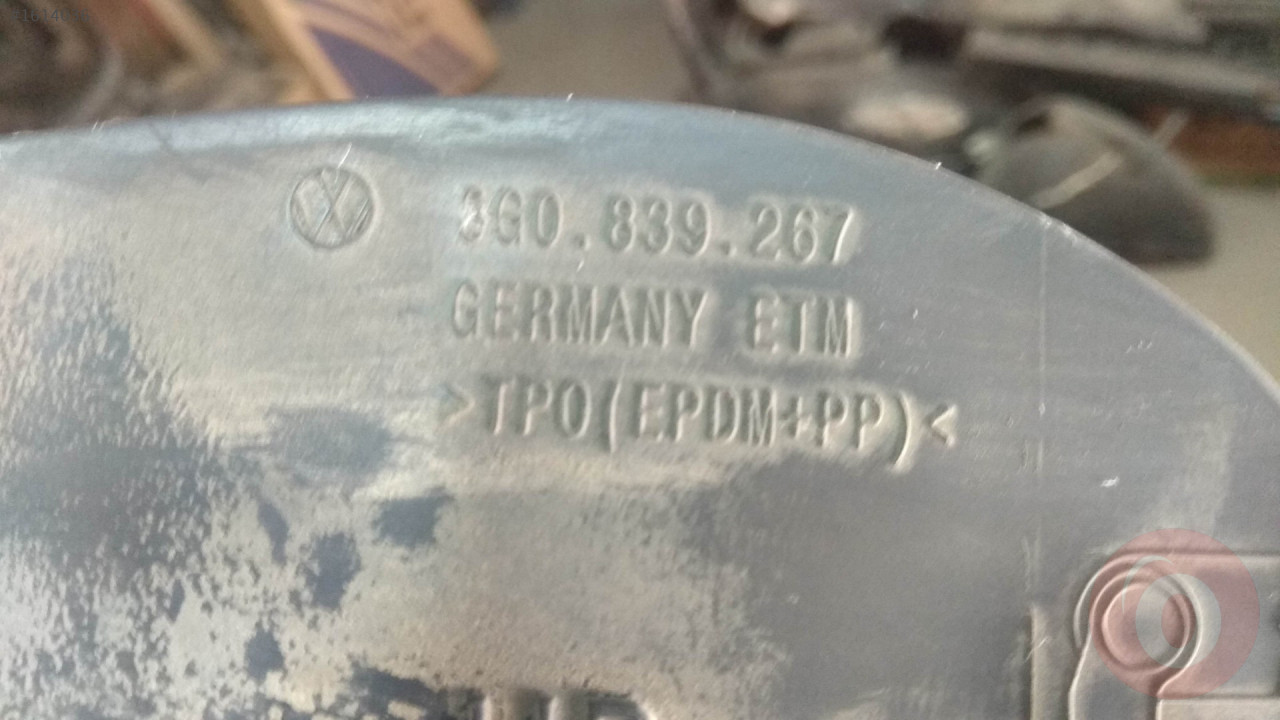 3G0.839.267
GERMANY ETM
>TPO(EPDM+PP)<